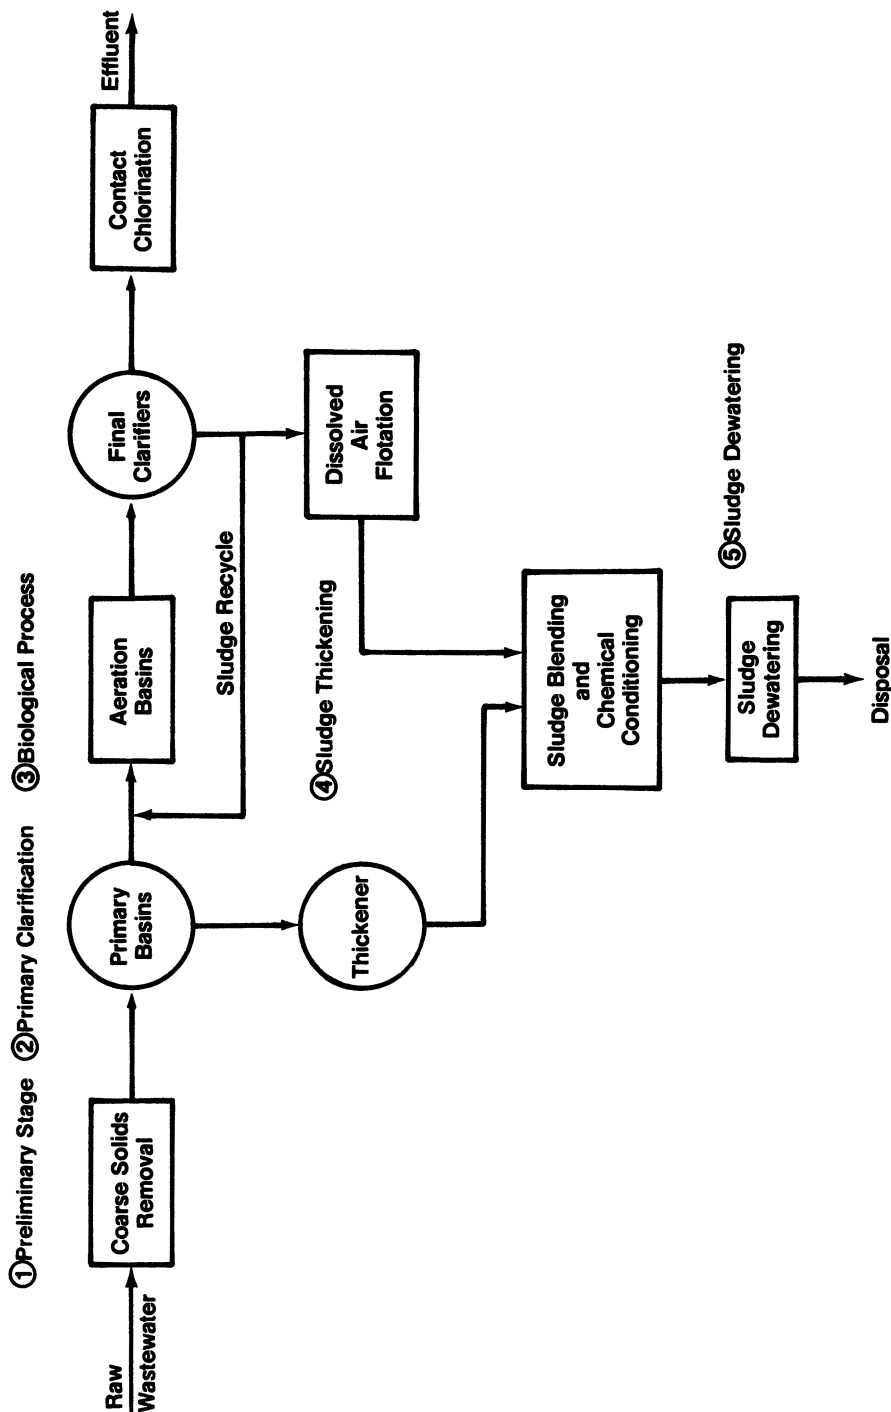 ①Preliminary Stage ②Primary Clarification ③Biological Process
Raw
Wastewater
Coarse Solids
Removal
Primary
Basins
Aeration
Basins
Final
Clarifiers
Contact
Chlorination
Effluent
Sludge Recycle
Thickener
Dissolved
Air
Flotation
④Sludge Thickening
Sludge Blending
and
Chemical
Conditioning
⑤Sludge Dewatering
Sludge
Dewatering
Disposal